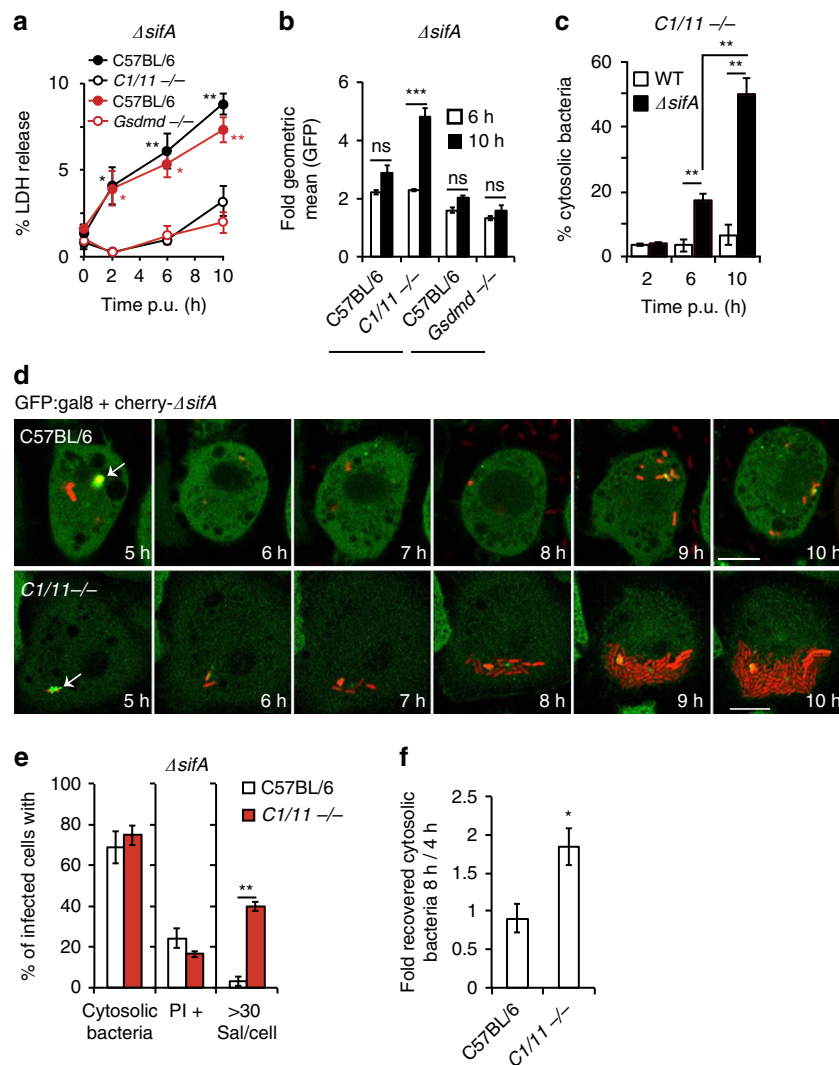 a
ΔsifA
C57BL/6
C1/11 –/–
C57BL/6
Gsdmd –/–
% LDH release
10
5
0
**
**
*
*
*
**
0 2 4 6 8 10
Time p.u. (h)
b
ΔsifA
Fold geometric
mean (GFP)
6
4
2
0
***
ns
ns
ns
6 h
10 h
C57BL/6
C1/11 –/–
C57BL/6
Gsdmd –/–
c
C1/11 –/–
% cytosolic bacteria
60
40
20
0
WT
ΔsifA
**
**
**
2 6 10
Time p.u. (h)
d
GFP:gal8 + cherry-ΔsifA
C57BL/6
5 h 6 h 7 h 8 h 9 h 10 h
C1/11–/–
5 h 6 h 7 h 8 h 9 h 10 h
e
ΔsifA
% of infected cells with
100
80
60
40
20
0
C57BL/6
C1/11 –/–
**
Cytosolic
bacteria
PI +
>30
Sal/cell
f
Fold recovered cytosolic
bacteria 8 h / 4 h
2.5
2
1.5
1
0.5
0
*
C57BL/6
C1/11 –/–